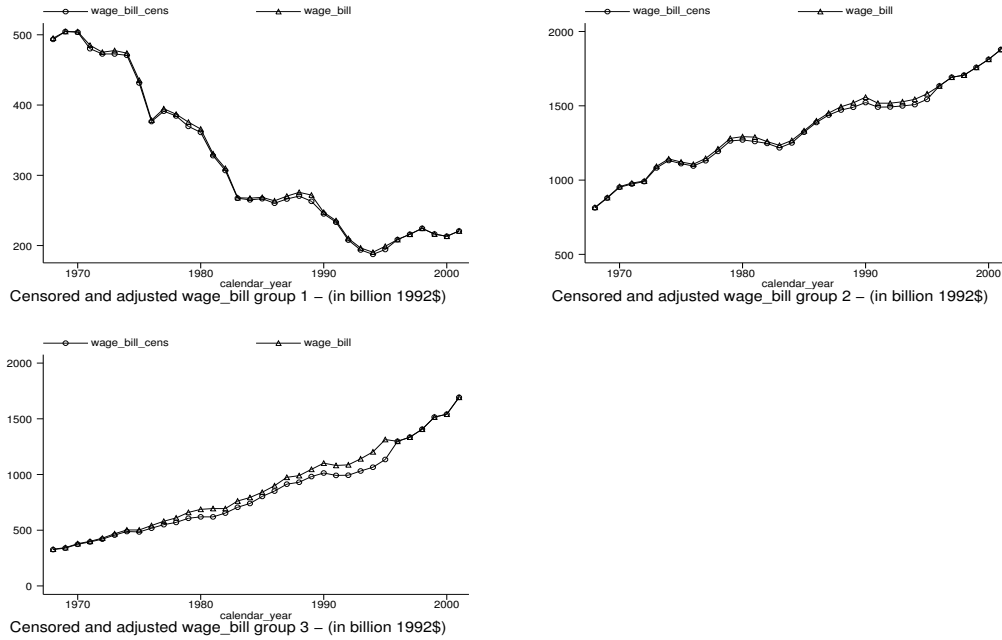 wage_bill_cens wage_bill
500
400
300
200
1970 1980 1990 2000
calendar_year
Censored and adjusted wage_bill group 1 – (in billion 1992$)
wage_bill_cens wage_bill
2000
1500
1000
500
1970 1980 1990 2000
calendar_year
Censored and adjusted wage_bill group 2 – (in billion 1992$)
wage_bill_cens wage_bill
2000
1500
1000
500
0
1970 1980 1990 2000
calendar_year
Censored and adjusted wage_bill group 3 – (in billion 1992$)